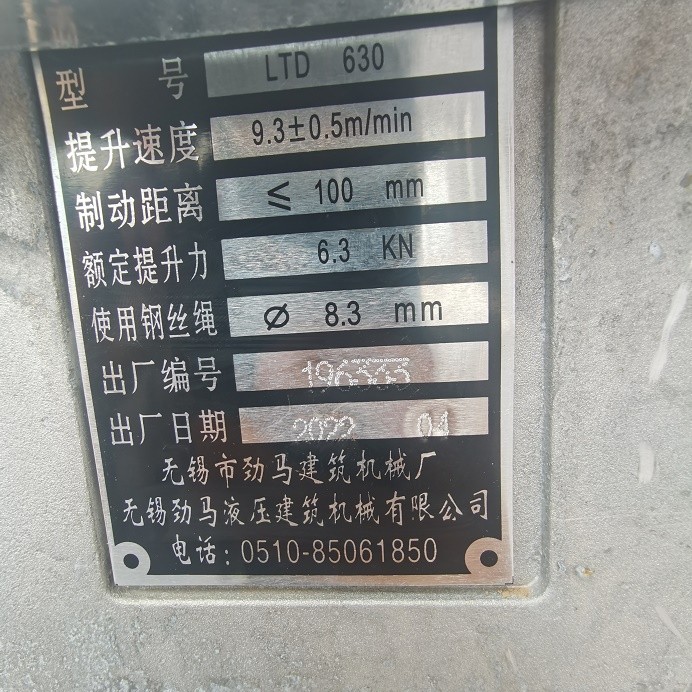 型 号 LTD 630
提升速度 9.3±0.5m/min
制动距离 ≤ 100 mm
额定提升力 6.3 KN
使用钢丝绳 Ø 8.3 mm
出厂编号 196363
出厂日期 2022 04
无锡市劲马建筑机械厂
无锡劲马液压建筑机械有限公司
电话:0510-85061850